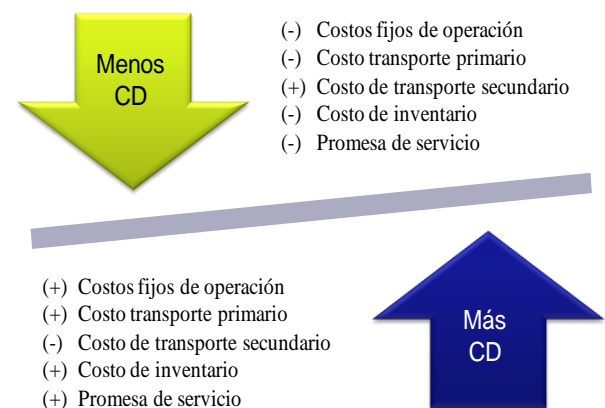 Menos
CD
(-) Costos fijos de operación
(-) Costo transporte primario
(+) Costo de transporte secundario
(-) Costo de inventario
(-) Promesa de servicio
(+) Costos fijos de operación
(+) Costo transporte primario
(-) Costo de transporte secundario
(+) Costo de inventario
(+) Promesa de servicio
Más
CD